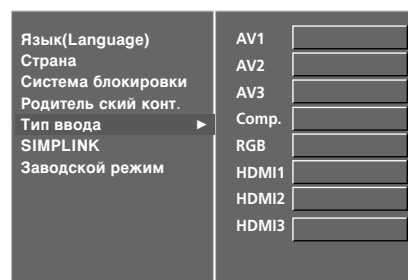 Язык(Language)
Страна
Система блокировки
Родитель ский конт.
Тип ввода ►
SIMPLINK
Заводской режим
AV1
AV2
AV3
Comp.
RGB
HDMI1
HDMI2
HDMI3